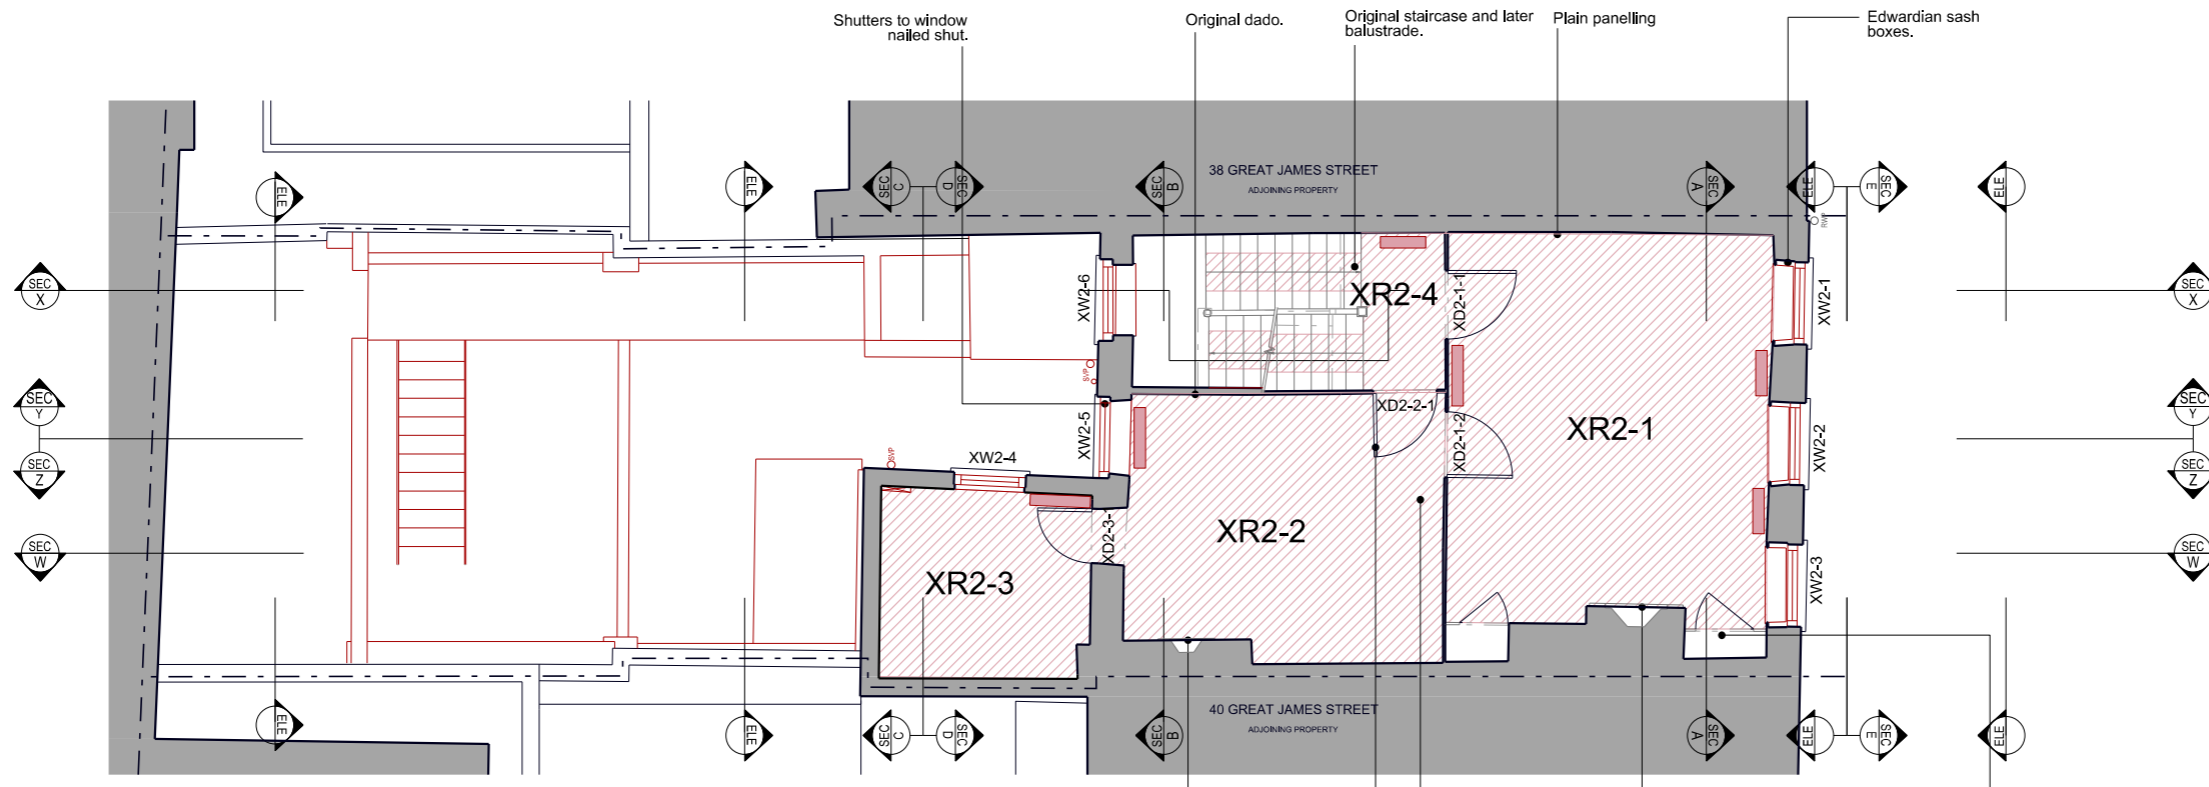 Shutters to window
nailed shut.
Original dado.
Original staircase and later
balustrade.
Plain panelling
Edwardian sash
boxes.
38 GREAT JAMES STREET
ADJOINING PROPERTY
ELE
ELE
SEC C
SEC D
SEC B
SEC A
ELE
SEC E
ELE
RWP
SEC X
XW2-6
XR2-4
XD2-1-1
XW2-1
SEC X
SVP
SEC Y
XW2-5
XD2-2-1
XD2-1-2
XR2-1
XW2-2
SEC Y
SEC Z
SVP
XW2-4
SEC Z
SEC W
XR2-3
XD2-3-
XR2-2
XW2-3
SEC W
40 GREAT JAMES STREET
ADJOINING PROPERTY
ELE
ELE
SEC C
SEC D
SEC B
SEC A
ELE
SEC E
ELE